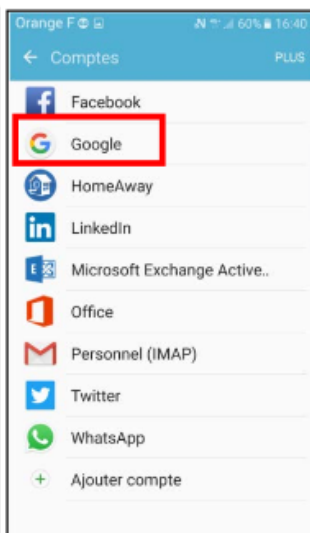 Orange F 60% 16:40
Comptes PLUS
Facebook
Google
HomeAway
LinkedIn
Microsoft Exchange Active..
Office
Personnel (IMAP)
Twitter
WhatsApp
Ajouter compte